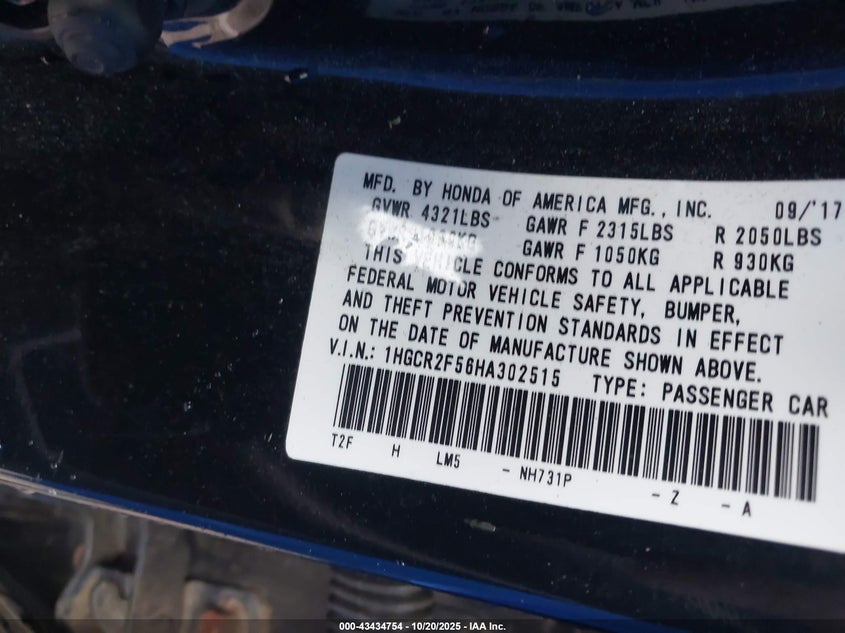 MFD. BY HONDA OF AMERICA MFG., INC. 09/'17
GVWR 4321LBS GAWR F 2315LBS R 2050LBS
GAWR F 1050KG R 930KG
THIS VEHICLE CONFORMS TO ALL APPLICABLE
FEDERAL MOTOR VEHICLE SAFETY, BUMPER,
AND THEFT PREVENTION STANDARDS IN EFFECT
ON THE DATE OF MANUFACTURE SHOWN ABOVE.
V.I.N.: 1HGCR2F56HA302515 TYPE: PASSENGER CAR
T2F H LM5 - NH731P - Z - A
000-43434754 - 10/20/2025 - IAA Inc.